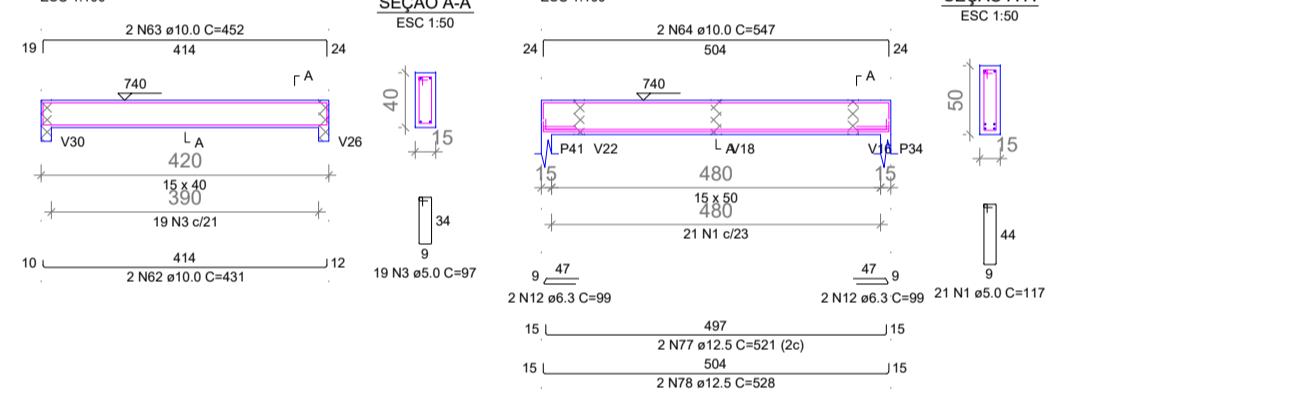 SEÇÃO A-A
ESC 1:50
ESC 1:50
2 N63 ø10.0 C=452
19
414
24
740
A
V30
A
V26
420
15 x 40
390
19 N3 c/21
10
414
12
2 N62 ø10.0 C=431
40
15
34
9
19 N3 ø5.0 C=97
2 N64 ø10.0 C=547
24
504
24
740
A
P41
V22
A
V18
V16
P34
15
480
15
15 x 50
480
21 N1 c/23
9
47
2 N12 ø6.3 C=99
47
9
2 N12 ø6.3 C=99
15
497
15
2 N77 ø12.5 C=521 (2c)
15
504
15
2 N78 ø12.5 C=528
50
15
44
9
21 N1 ø5.0 C=117